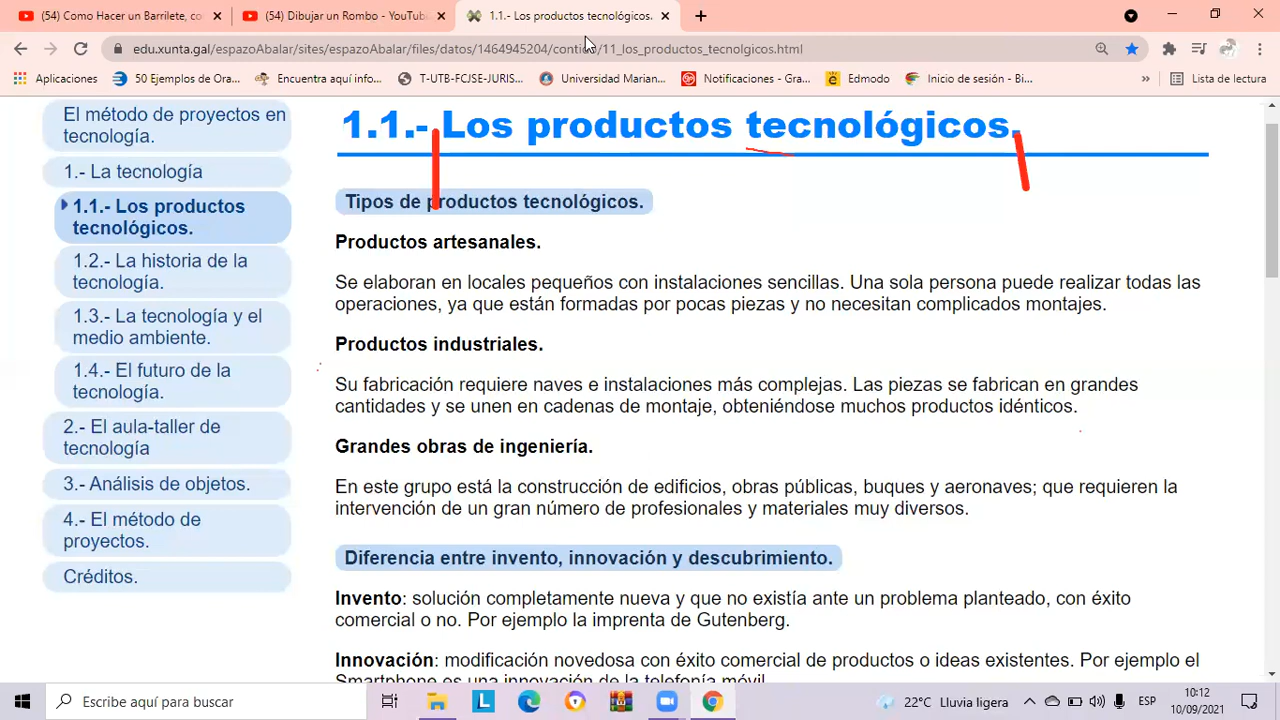 (54) Como Hacer un Barrilete, co
(54) Dibujar un Rombo - YouTube
1.1.- Los productos tecnológicos.
edu.xunta.gal/espazoAbalar/sites/espazoAbalar/files/datos/1464945204/contido/11_los_productos_tecnolgicos.html
Aplicaciones
50 Ejemplos de Ora...
Encuentra aquí info...
T-UTB-FCJSE-JURIS...
Universidad Marian...
Notificaciones - Gra...
Edmodo
Inicio de sesión - Bi...
»
Lista de lectura
El método de proyectos en
tecnología.
1.- La tecnología
1.1.- Los productos
tecnológicos.
1.2.- La historia de la
tecnología.
1.3.- La tecnología y el
medio ambiente.
1.4.- El futuro de la
tecnología.
2.- El aula-taller de
tecnología
3.- Análisis de objetos.
4.- El método de
proyectos.
Créditos.
1.1.- Los productos tecnológicos.
Tipos de productos tecnológicos.
Productos artesanales.
Se elaboran en locales pequeños con instalaciones sencillas. Una sola persona puede realizar todas las
operaciones, ya que están formadas por pocas piezas y no necesitan complicados montajes.
Productos industriales.
Su fabricación requiere naves e instalaciones más complejas. Las piezas se fabrican en grandes
cantidades y se unen en cadenas de montaje, obteniéndose muchos productos idénticos.
Grandes obras de ingeniería.
En este grupo está la construcción de edificios, obras públicas, buques y aeronaves; que requieren la
intervención de un gran número de profesionales y materiales muy diversos.
Diferencia entre invento, innovación y descubrimiento.
Invento: solución completamente nueva y que no existía ante un problema planteado, con éxito
comercial o no. Por ejemplo la imprenta de Gutenberg.
Innovación: modificación novedosa con éxito comercial de productos o ideas existentes. Por ejemplo el
Smartphone es una innovación de la telefonía móvil.
Escribe aquí para buscar
L
22°C Lluvia ligera
ESP
10:12
10/09/2021